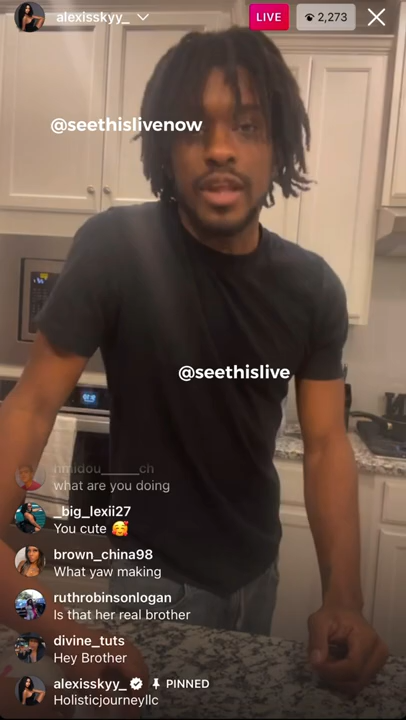 alexisskyy_
LIVE
2,273
@seethislivenow
@seethislive
hmidou______ch
what are you doing
_big_lexii27
You cute 🥰
brown_china98
What yaw making
ruthrobinsonlogan
Is that her real brother
divine_tuts
Hey Brother
alexisskyy_ PINNED
Holisticjourneyllc